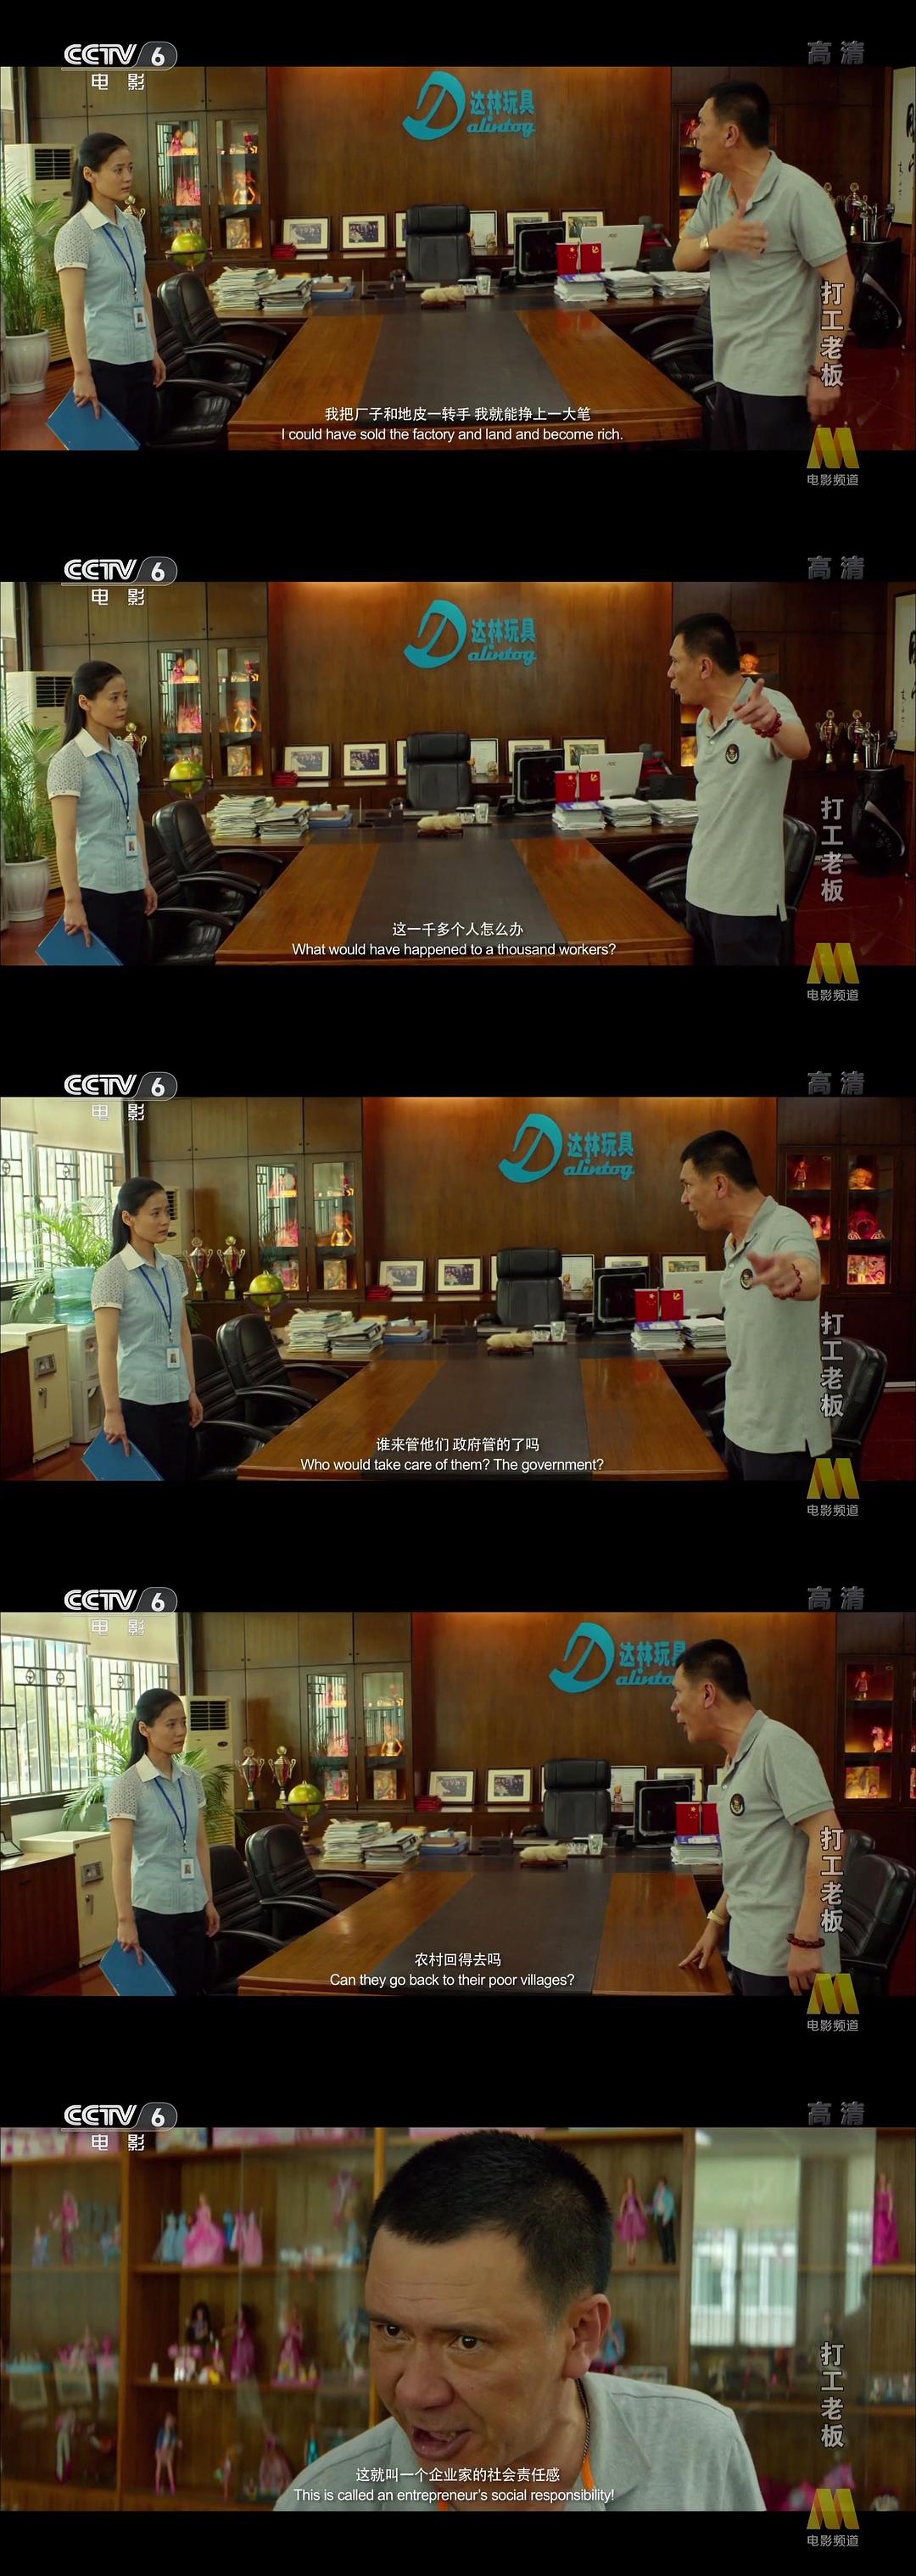 CCTV 6
电影
高清
达林玩具
alintoy
打工老板
我把厂子和地皮一转手 我就能挣上一大笔
I could have sold the factory and land and become rich.
电影频道
CCTV 6
电影
高清
达林玩具
alintoy
打工老板
这一千多个人怎么办
What would have happened to a thousand workers?
电影频道
CCTV 6
电影
高清
达林玩具
alintoy
打工老板
谁来管他们 政府管的了吗
Who would take care of them? The government?
电影频道
CCTV 6
电影
高清
达林玩具
alinto
打工老板
农村回得去吗
Can they go back to their poor villages?
电影频道
CCTV 6
电影
高清
打工老板
这就叫一个企业家的社会责任感
This is called an entrepreneur's social responsibility!
电影频道